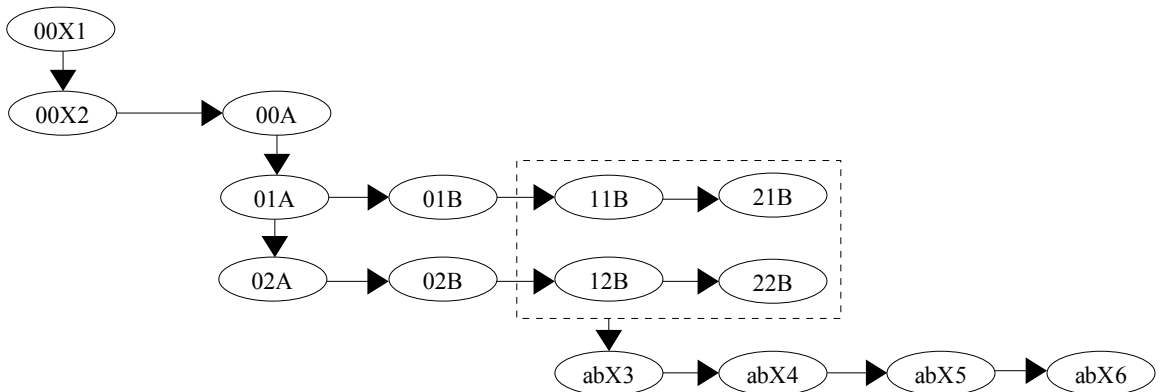 00X1
00X2 00A
01A 01B 11B 21B
02A 02B 12B 22B
abX3 abX4 abX5 abX6